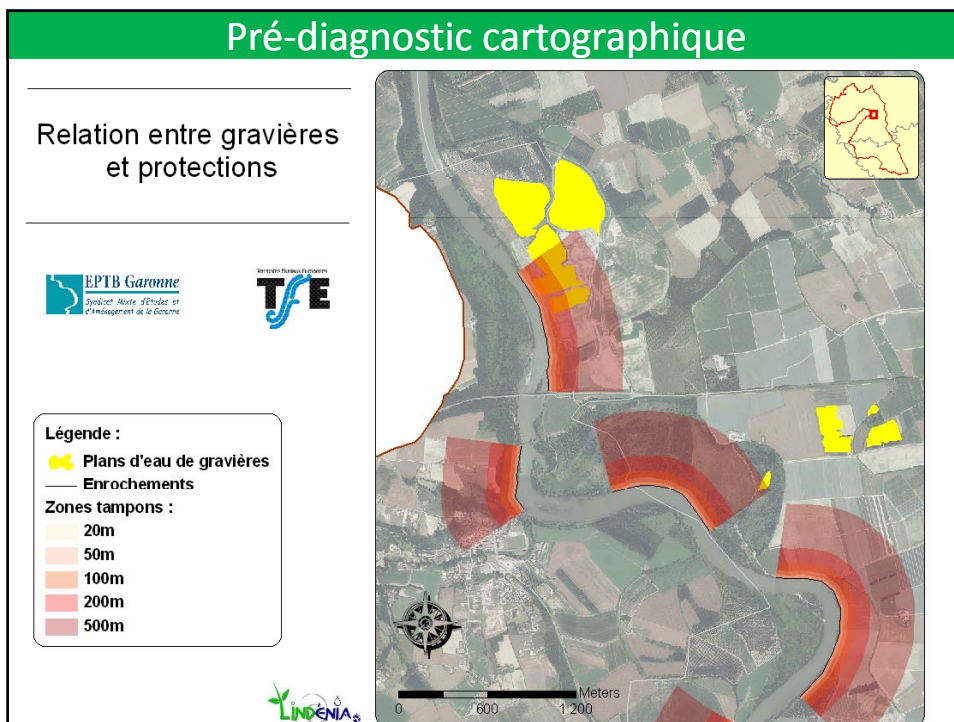 Pré-diagnostic cartographique
Relation entre gravières
et protections
EPTB Garonne
Syndicat Mixte d'Études et
d'Aménagement de la Garonne
TFE
Légende :
Plans d'eau de gravières
Enrochements
Zones tampons :
20m
50m
100m
200m
500m
LINDENIA
Meters
0 600 1 200